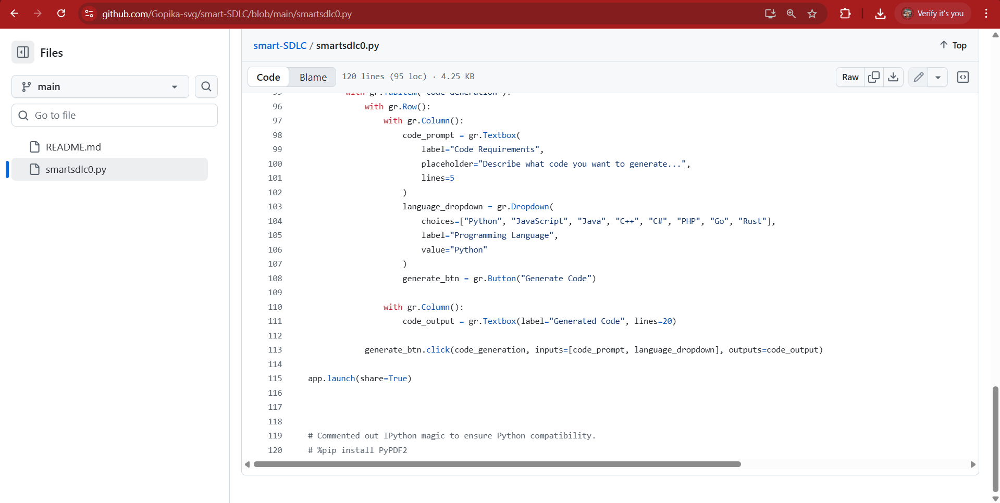 github.com/Gopika-svg/smart-SDLC/blob/main/smartsdlc0.py
Verify it's you
Files
main
Go to file
README.md
smartsdlc0.py
smart-SDLC / smartsdlc0.py
Top
Code Blame 120 lines (95 loc) · 4.25 KB
Raw
96 with gr.Row():
97 with gr.Column():
98 code_prompt = gr.Textbox(
99 label="Code Requirements",
100 placeholder="Describe what code you want to generate...",
101 lines=5
102 )
103 language_dropdown = gr.Dropdown(
104 choices=["Python", "JavaScript", "Java", "C++", "C#", "PHP", "Go", "Rust"],
105 label="Programming Language",
106 value="Python"
107 )
108 generate_btn = gr.Button("Generate Code")
109
110 with gr.Column():
111 code_output = gr.Textbox(label="Generated Code", lines=20)
112
113 generate_btn.click(code_generation, inputs=[code_prompt, language_dropdown], outputs=code_output)
114
115 app.launch(share=True)
116
117
118
119 # Commented out IPython magic to ensure Python compatibility.
120 # %pip install PyPDF2